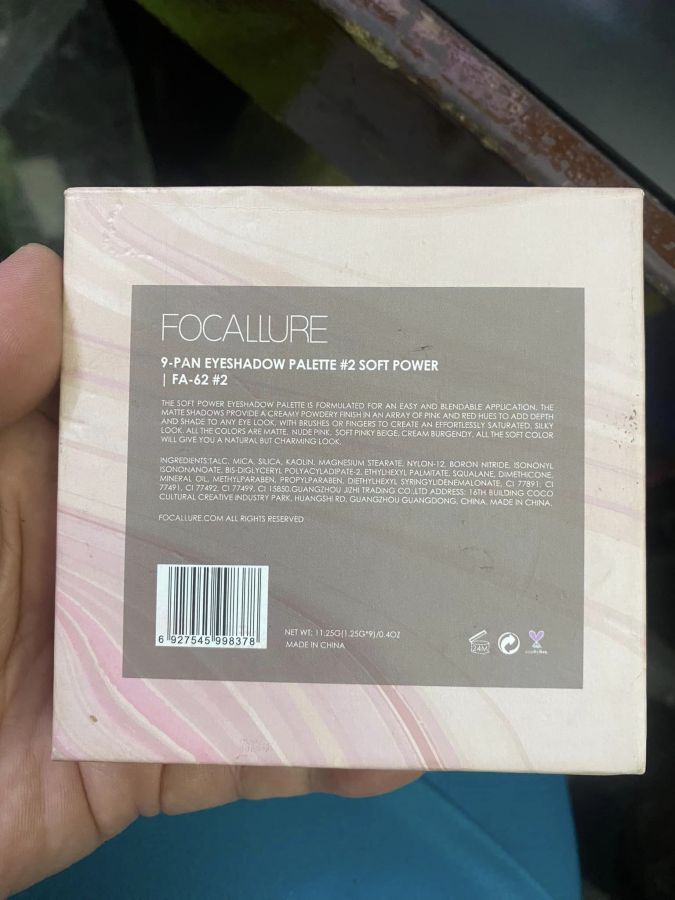 FOCALLURE
9-PAN EYESHADOW PALETTE #2 SOFT POWER
| FA-62 #2
THE SOFT POWER EYESHADOW PALETTE IS FORMULATED FOR AN EASY AND BLENDABLE APPLICATION, THE
MATTE SHADOWS PROVIDE A CREAMY POWDERY FINISH IN AN ARRAY OF PINK AND RED HUES TO ADD DEPTH
AND SHADE TO ANY EYE LOOK, WITH BRUSHES OR FINGERS TO CREATE AN EFFORTLESSLY SATURATED, SILKY
LOOK. ALL THE COLORS ARE MATTE, NUDE PINK, SOFT PINKY BEIGE, CREAM BURGENDY. ALL THE SOFT COLOR
WILL GIVE YOU A NATURAL BUT CHARMING LOOK.
INGREDIENTS:TALC, MICA, SILICA, KAOLIN, MAGNESIUM STEARATE, NYLON-12, BORON NITRIDE, ISONONYL
ISONONANOATE, BIS-DIGLYCERYL POLYACYLADIPATE-2, ETHYLHEXYL PALMITATE, SQUALANE, DIMETHICONE,
MINERAL OIL, METHYLPARABEN, PROPYLPARABEN, DIETHYLHEXYL SYRINGYLIDENEMALONATE, CI 77891, CI
77491, CI 77492, CI 77499, CI 15850.GUANGZHOU JIZHI TRADING CO.,LTD ADDRESS: 16TH BUILDING COCO
CULTURAL CREATIVE INDUSTRY PARK, HUANGSHI RD, GUANGZHOU GUANGDONG, CHINA. MADE IN CHINA.
FOCALLURE.COM ALL RIGHTS RESERVED
6 927545 998378
NET WT: 11.25G(1.25G*9)/0.4OZ
MADE IN CHINA
24M